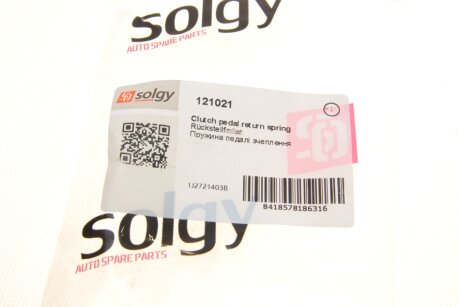 solgy
AUTO SPARE PARTS
solgy
121021
Clutch pedal return spring
Rückstellfeder
Пружина педалі зчеплення
1J2721403B
8418578186316
solgy
AUTO SPARE PARTS